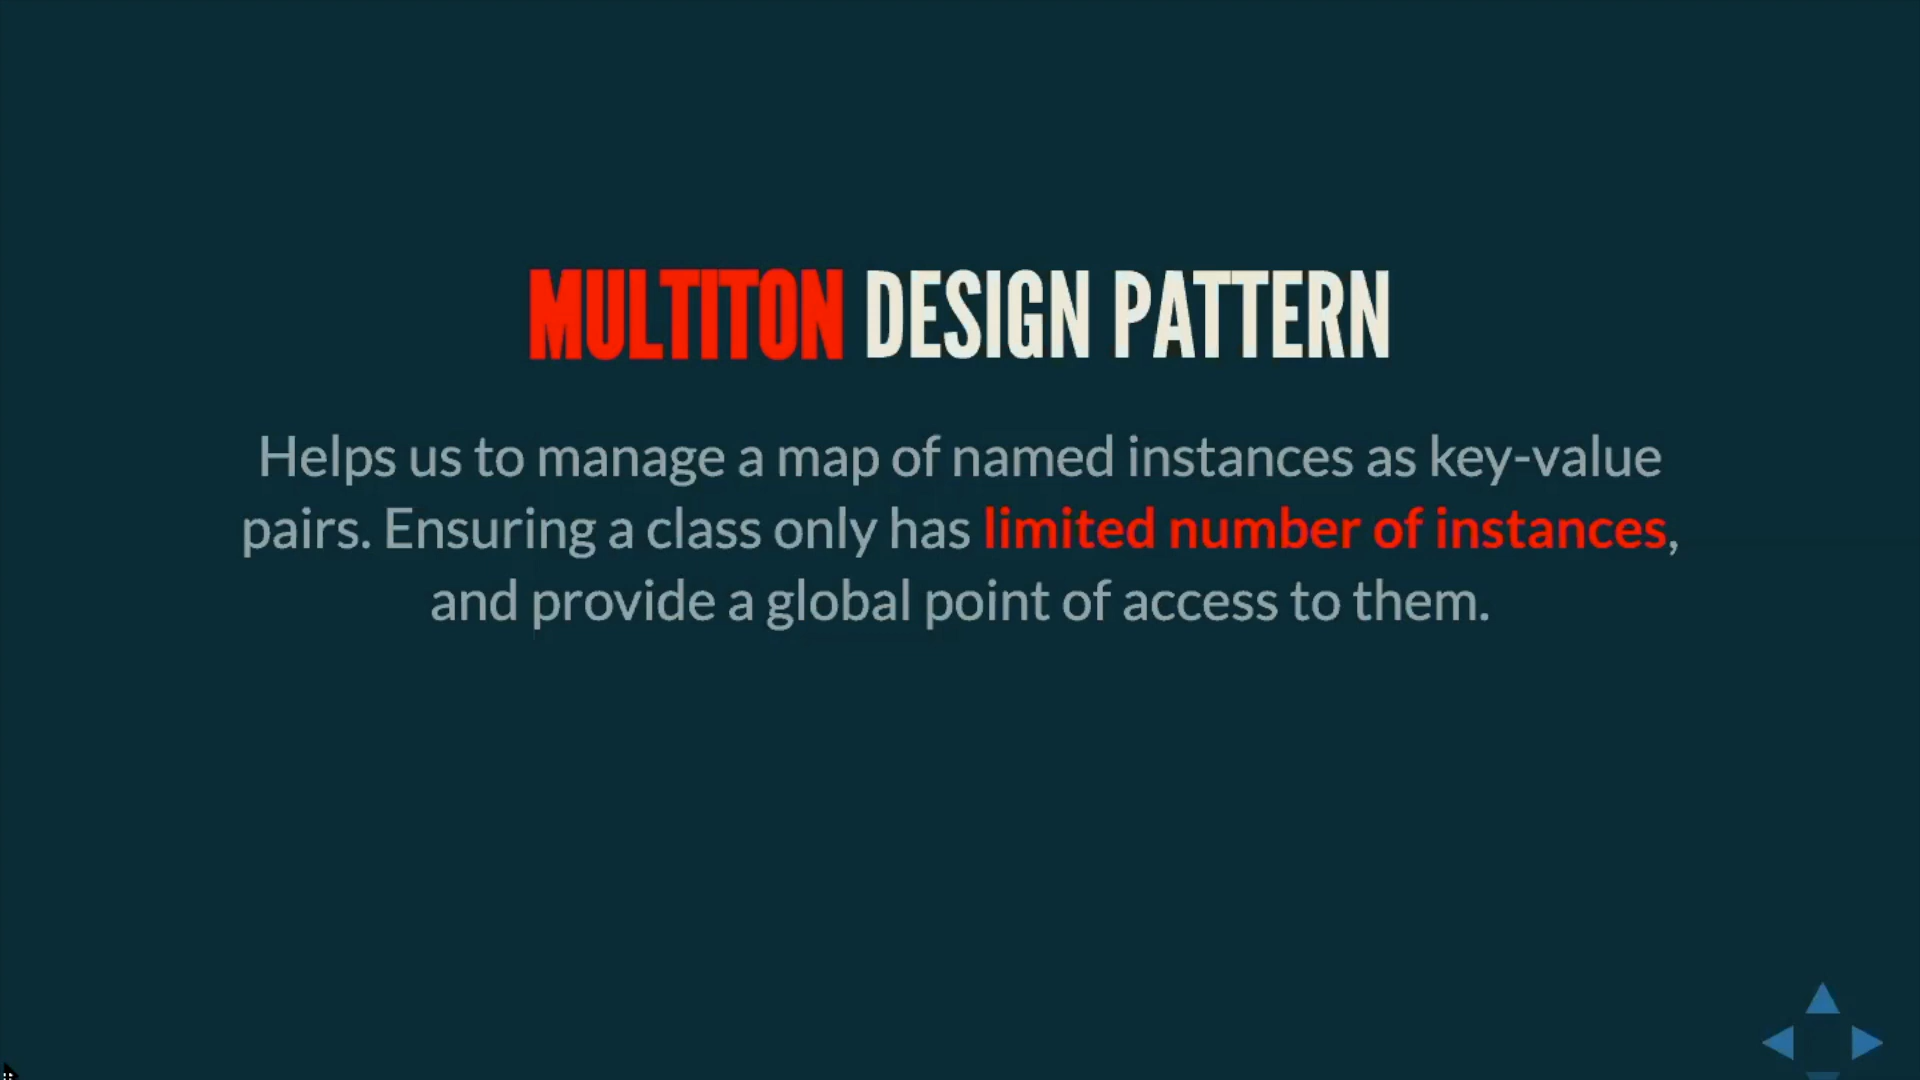 MULTITON DESIGN PATTERN
Helps us to manage a map of named instances as key-value
pairs. Ensuring a class only has limited number of instances,
and provide a global point of access to them.